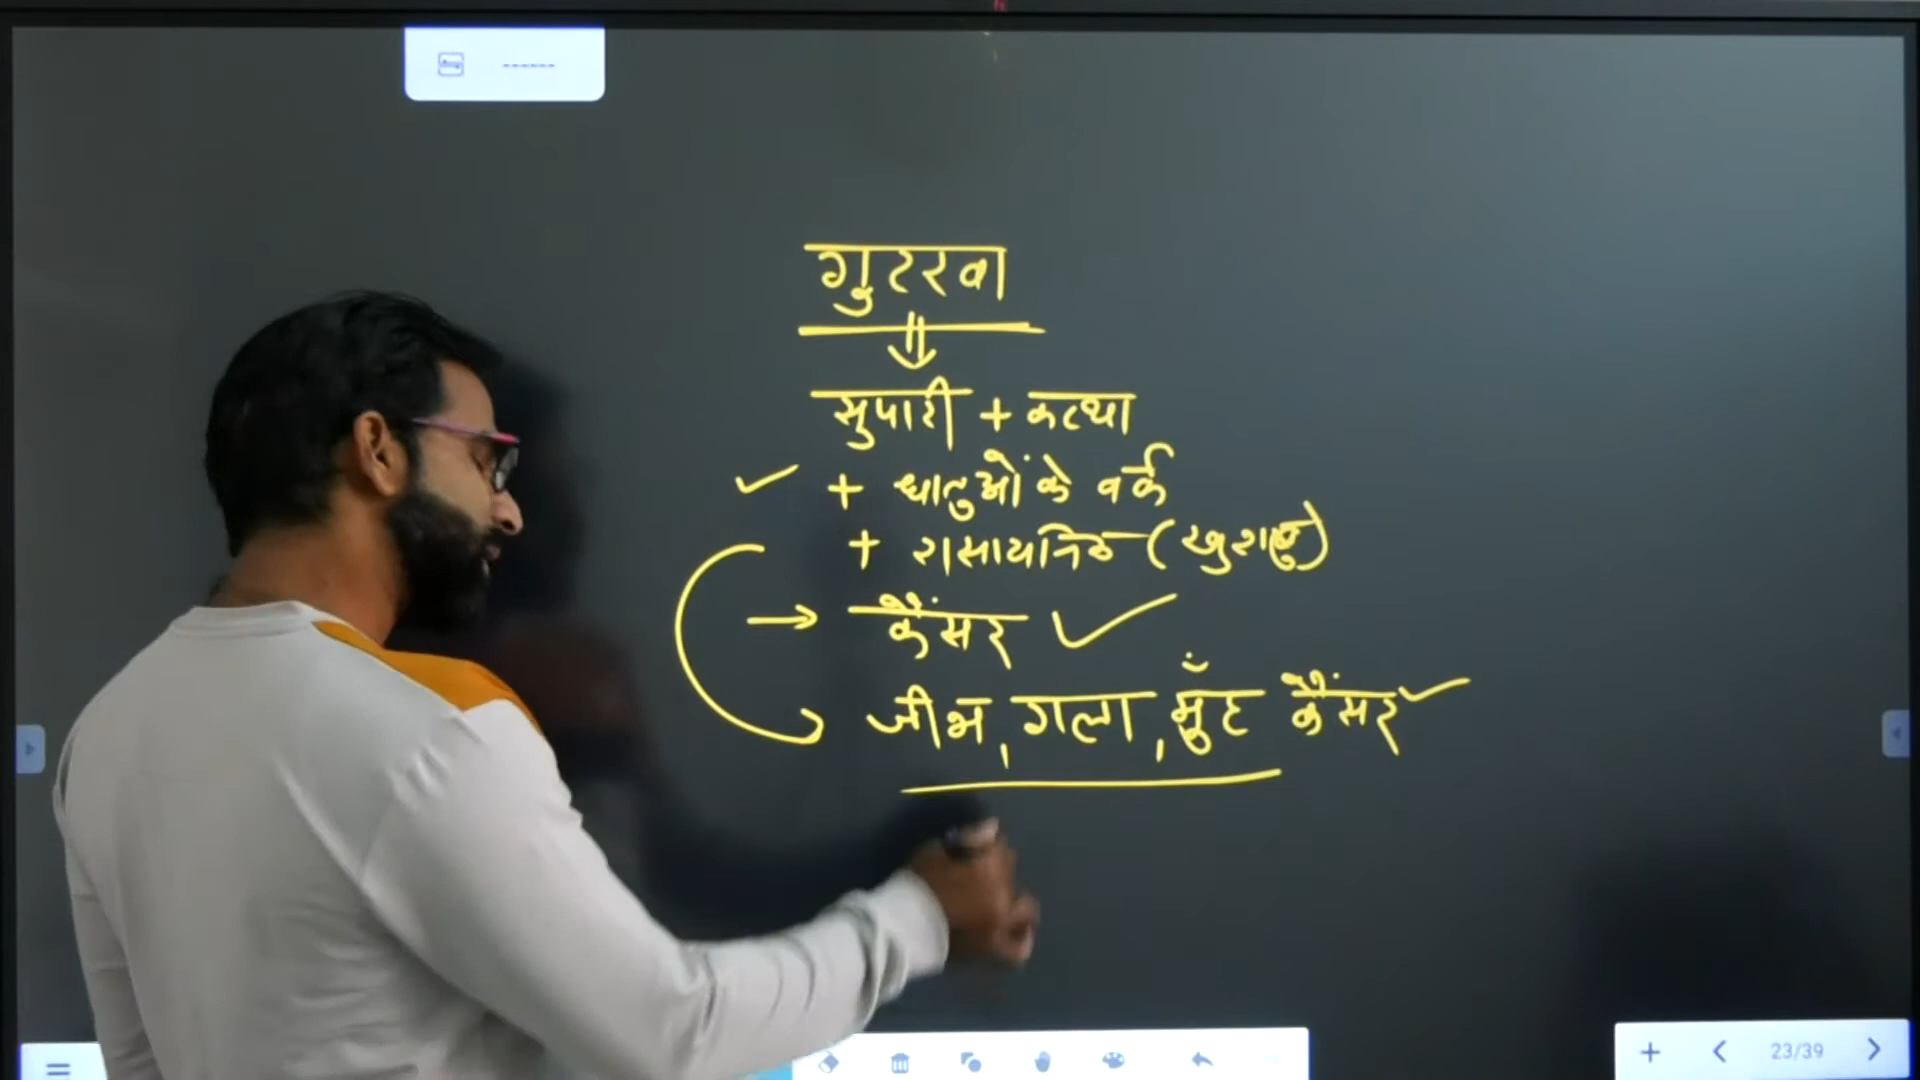 गुटखा
सुपारी + कत्था
+ धातुओं के वर्क
+ रासायनिक (खुशबु)
→ कैंसर
जीभ, गला, मुँह कैंसर
23/39